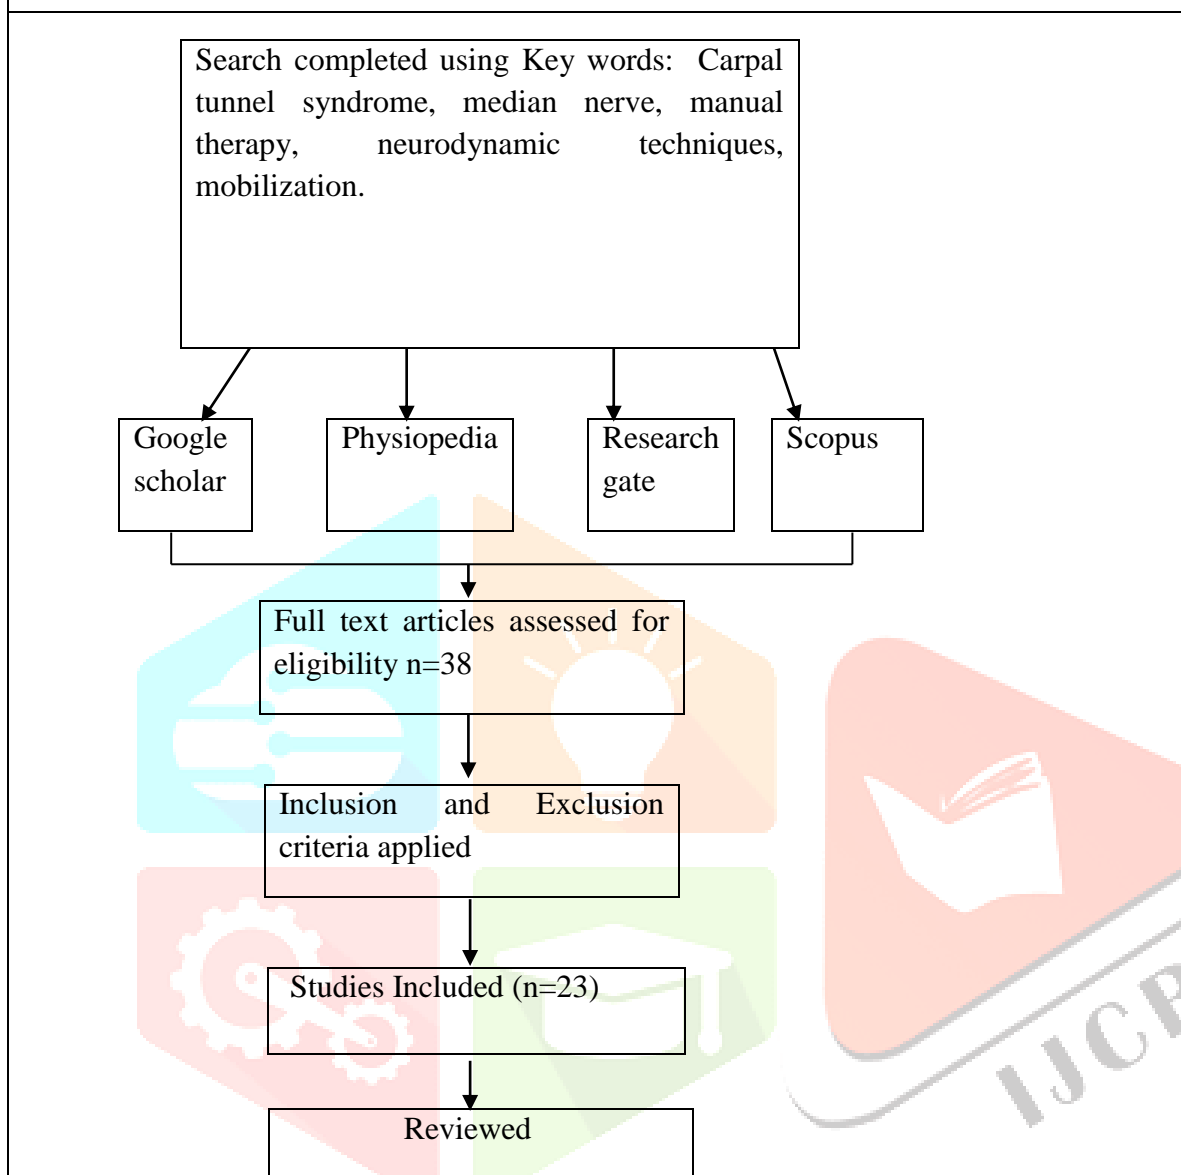 Search completed using Key words: Carpal
tunnel syndrome, median nerve, manual
therapy, neurodynamic techniques,
mobilization.
Google
scholar
Physiopedia
Research
gate
Scopus
Full text articles assessed for
eligibility n=38
Inclusion and Exclusion
criteria applied
Studies Included (n=23)
Reviewed